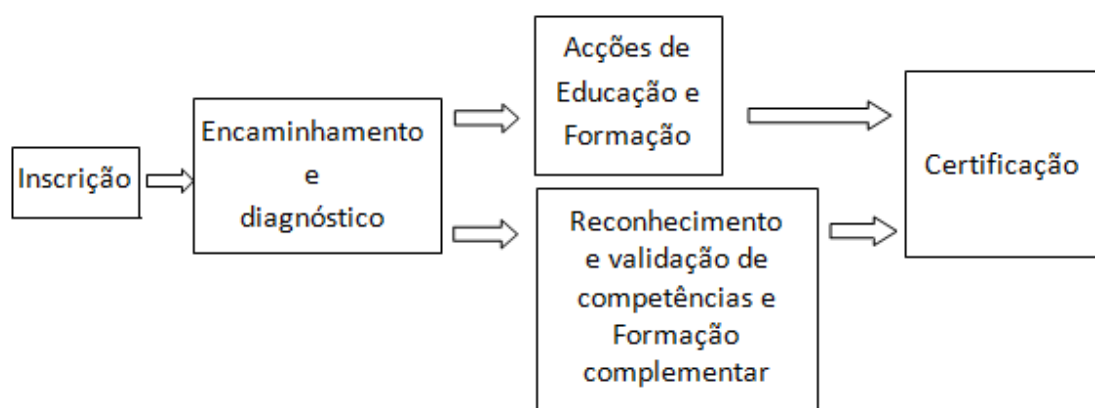 Inscrição
Encaminhamento
e
diagnóstico
Acções de
Educação e
Formação
Reconhecimento
e validação de
competências e
Formação
complementar
Certificação